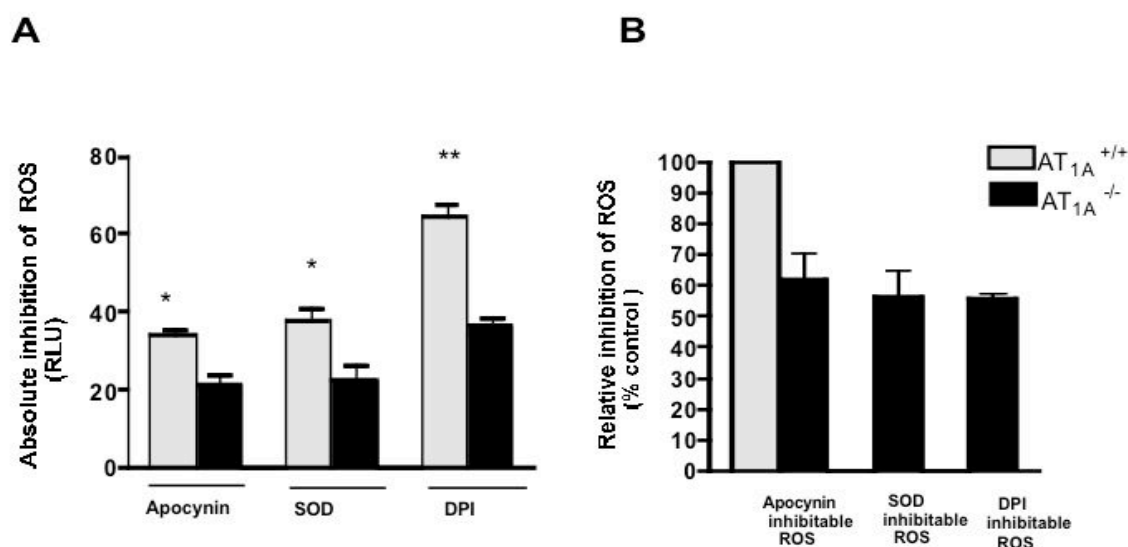 A
B
Absolute inhibition of ROS
(RLU)
80
60
40
20
0
*
*
**
Apocynin
SOD
DPI
Relative inhibition of ROS
(% control )
100
90
80
70
60
50
40
30
20
10
0
AT1A +/+
AT1A -/-
Apocynin
inhibitable
ROS
SOD
inhibitable
ROS
DPI
inhibitable
ROS